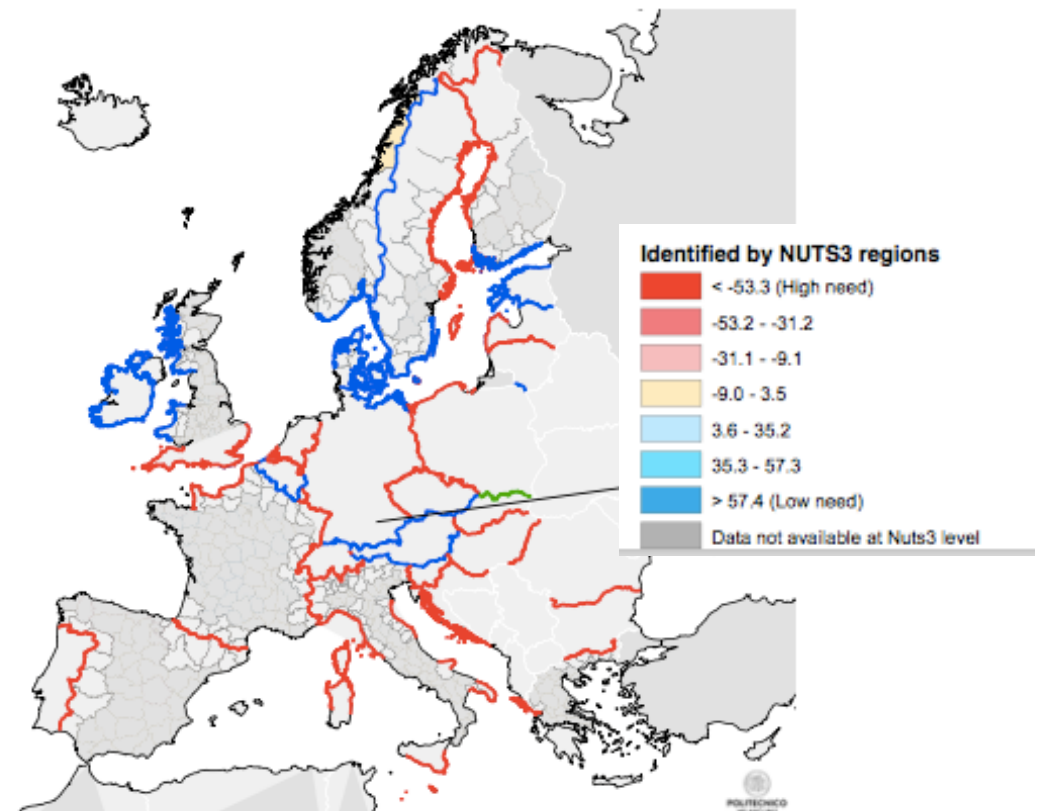 Identified by NUTS3 regions
< -53.3 (High need)
-53.2 - -31.2
-31.1 - -9.1
-9.0 - 3.5
3.6 - 35.2
35.3 - 57.3
> 57.4 (Low need)
Data not available at Nuts3 level
POLITECNICO